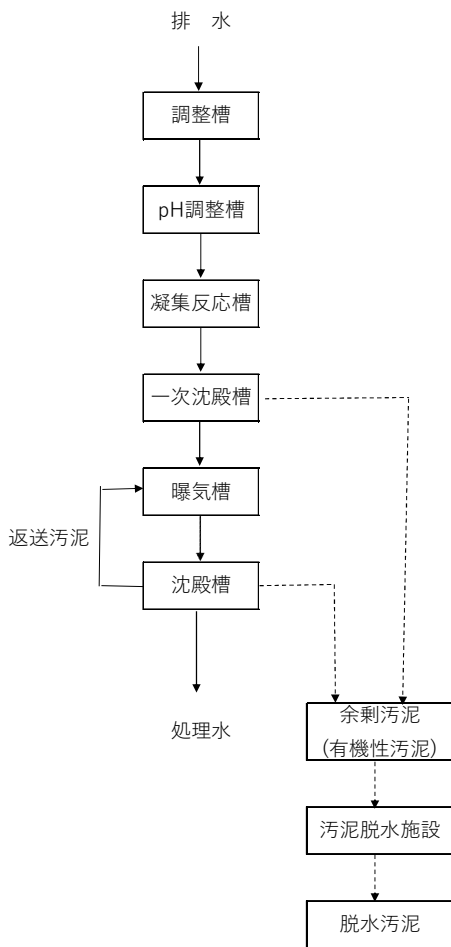 排　水
調整槽
pH調整槽
凝集反応槽
一次沈殿槽
曝気槽
返送汚泥
沈殿槽
処理水
余剰汚泥
(有機性汚泥)
汚泥脱水施設
脱水汚泥